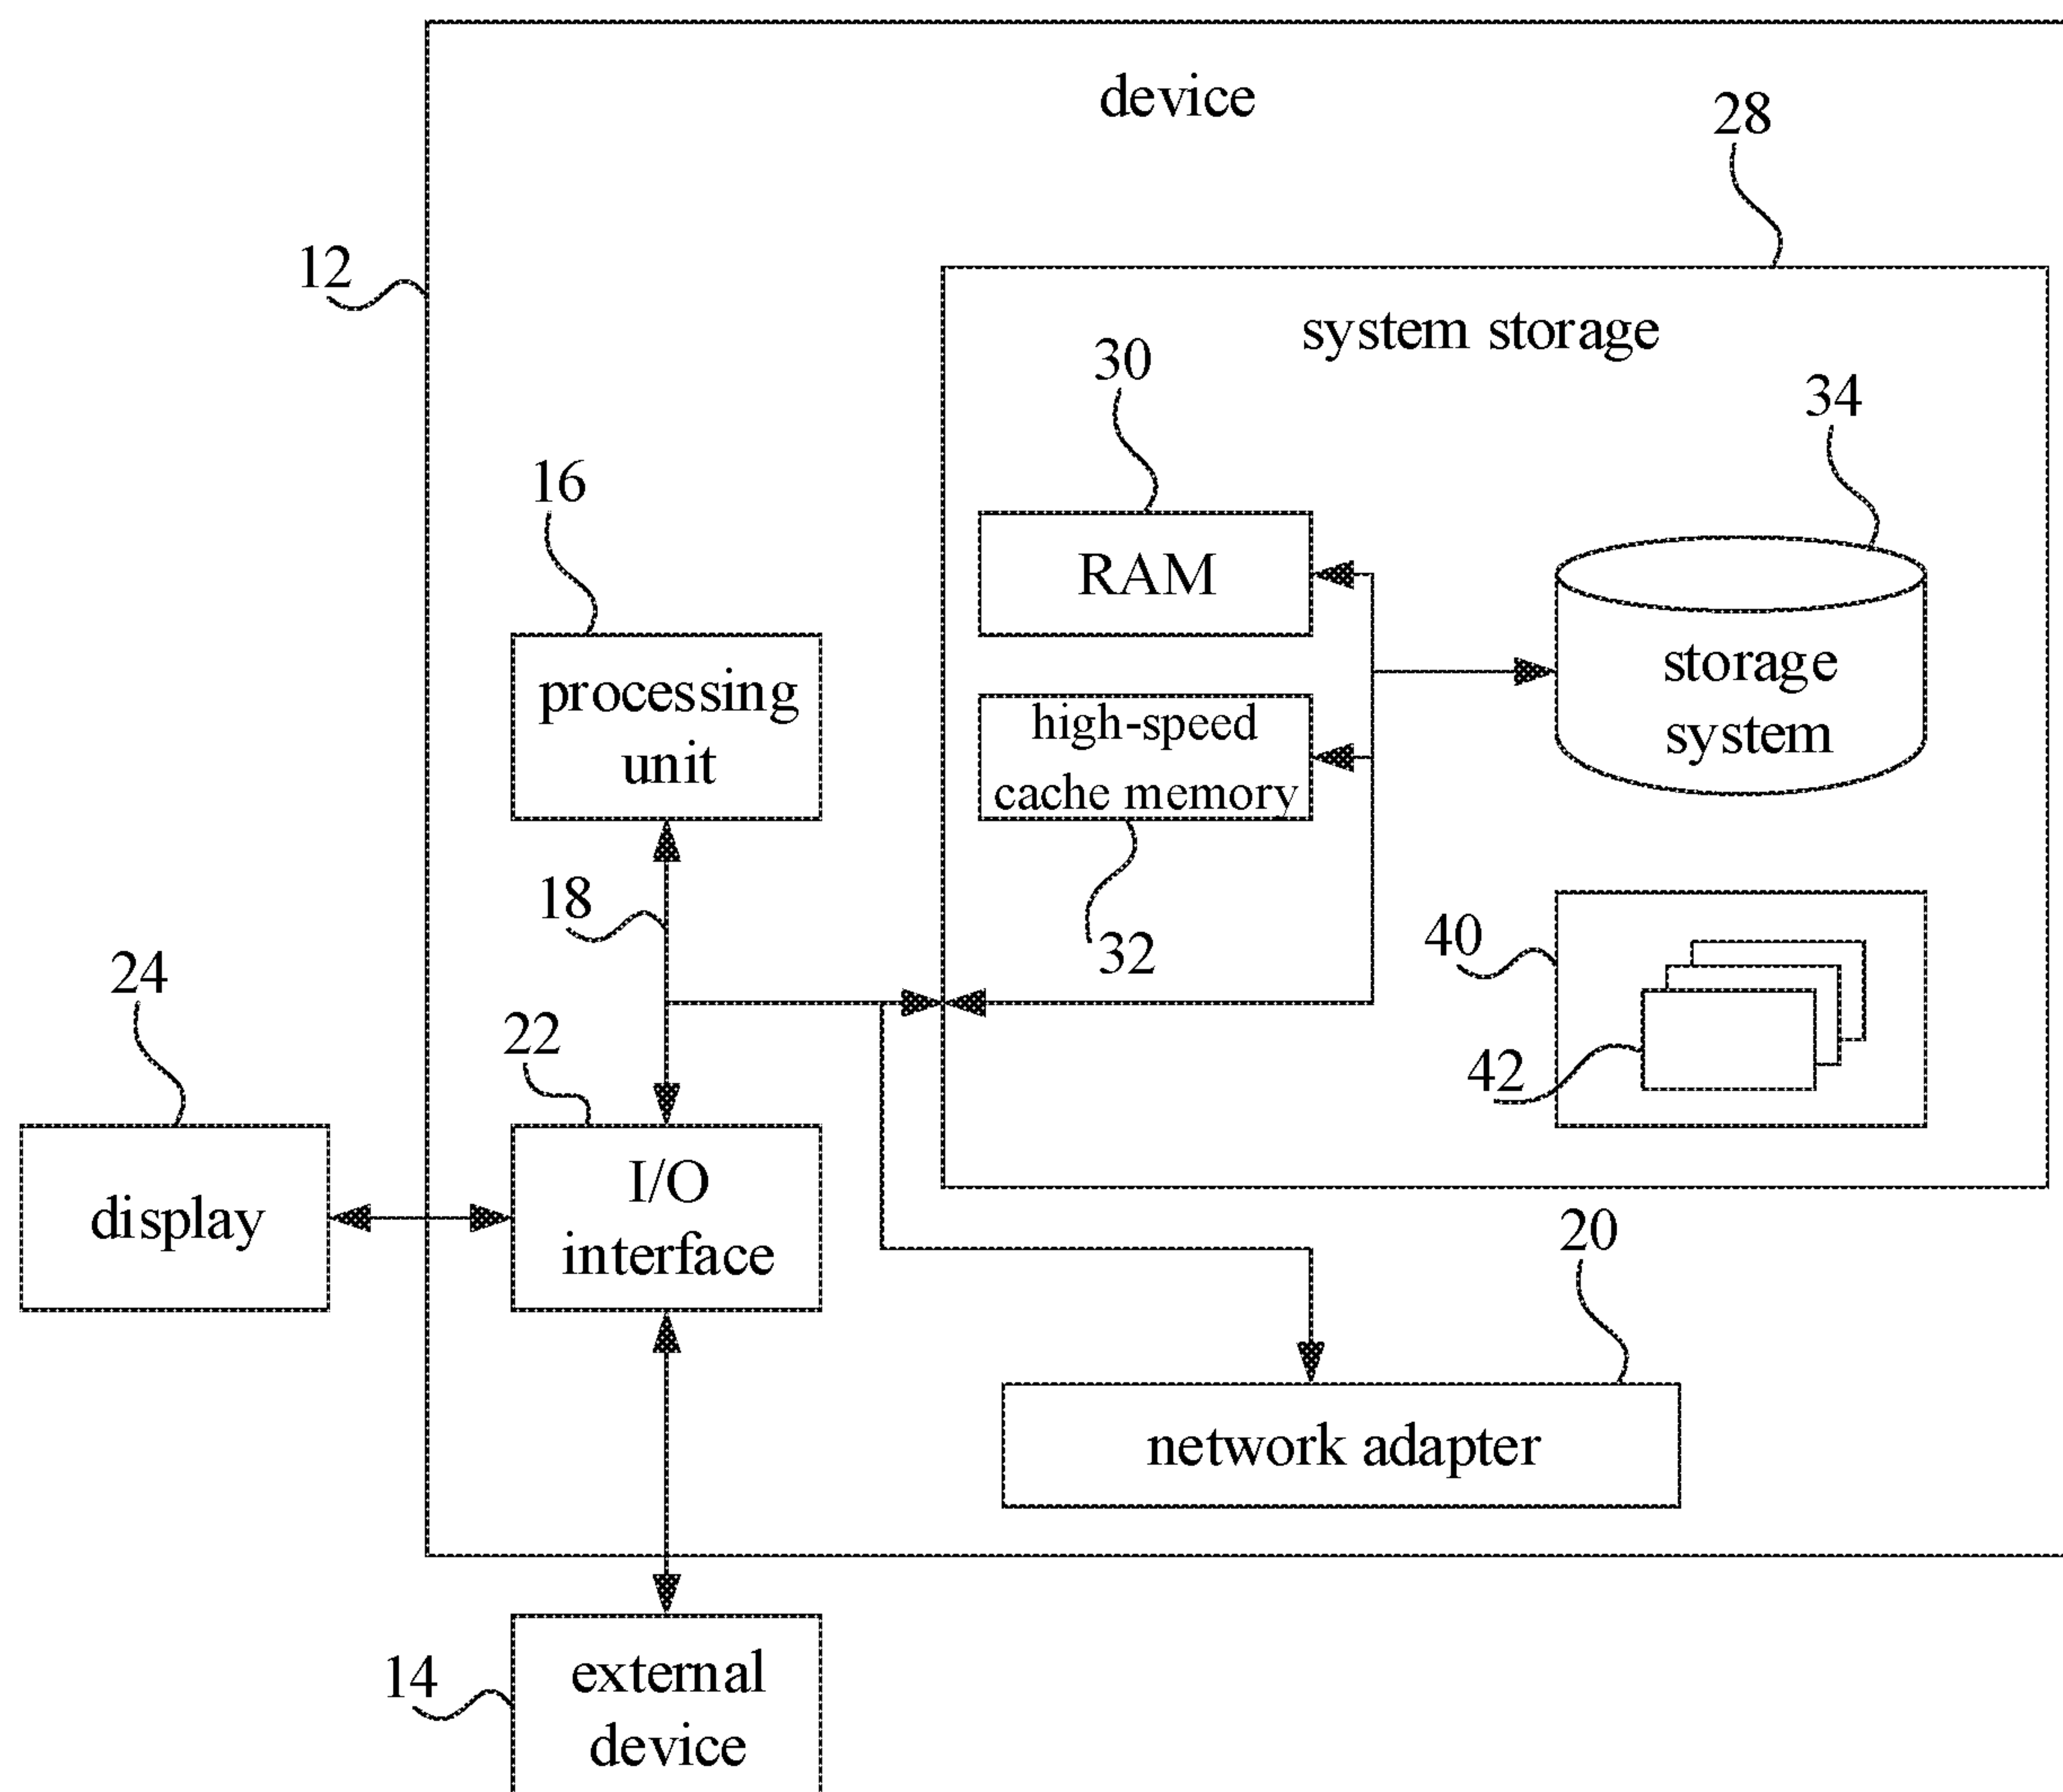 device
28
12
system storage
30
34
16
RAM
processing
unit
storage
system
high-speed
cache memory
18
32
40
24
22
42
display
I/O
interface
20
network adapter
14
external
device